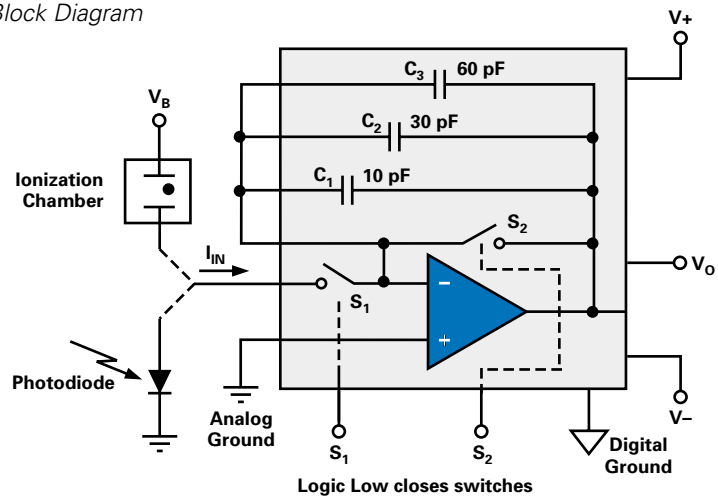 Block Diagram
V+
C3 60 pF
VB
C2 30 pF
Ionization
Chamber
C1 10 pF
S2
IIN
VO
S1
−
+
Photodiode
Analog
Ground
V−
S1
S2
Digital
Ground
Logic Low closes switches